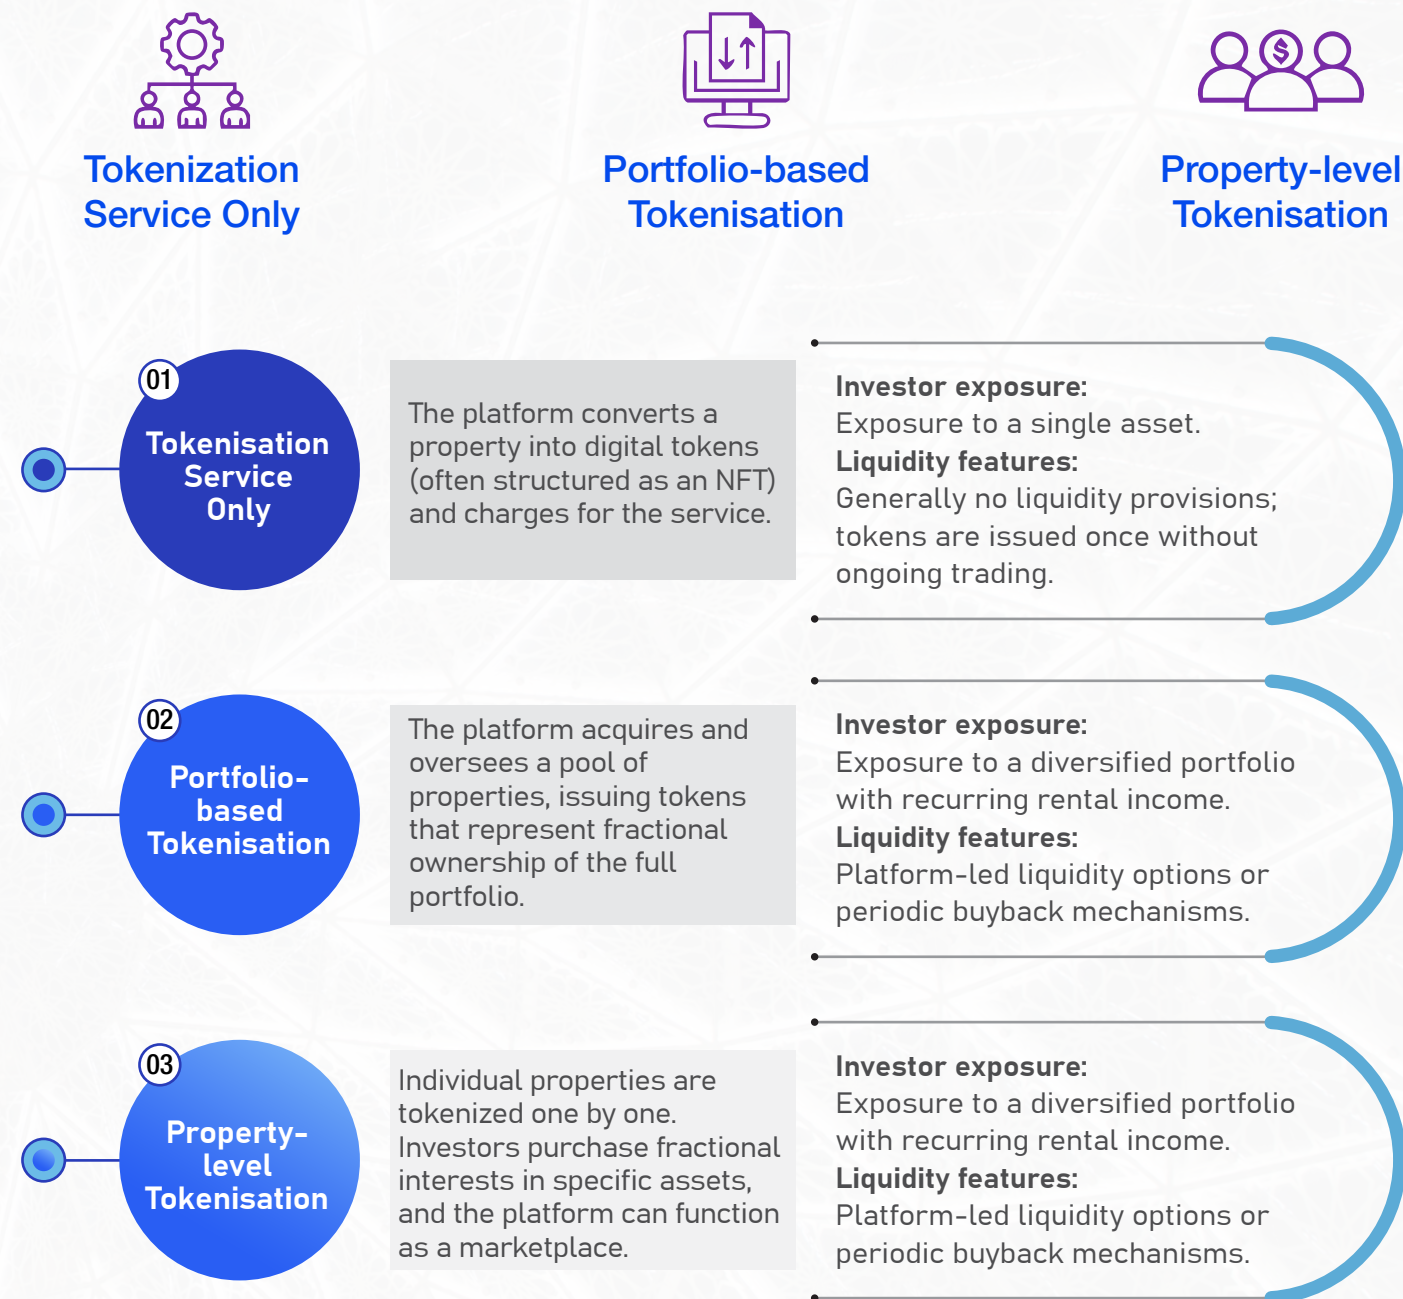 Tokenization
Service Only
Portfolio-based
Tokenisation
Property-level
Tokenisation
01
Tokenisation
Service
Only
The platform converts a
property into digital tokens
(often structured as an NFT)
and charges for the service.
Investor exposure:
Exposure to a single asset.
Liquidity features:
Generally no liquidity provisions;
tokens are issued once without
ongoing trading.
02
Portfolio-
based
Tokenisation
The platform acquires and
oversees a pool of
properties, issuing tokens
that represent fractional
ownership of the full
portfolio.
Investor exposure:
Exposure to a diversified portfolio
with recurring rental income.
Liquidity features:
Platform-led liquidity options or
periodic buyback mechanisms.
03
Property-
level
Tokenisation
Individual properties are
tokenized one by one.
Investors purchase fractional
interests in specific assets,
and the platform can function
as a marketplace.
Investor exposure:
Exposure to a diversified portfolio
with recurring rental income.
Liquidity features:
Platform-led liquidity options or
periodic buyback mechanisms.